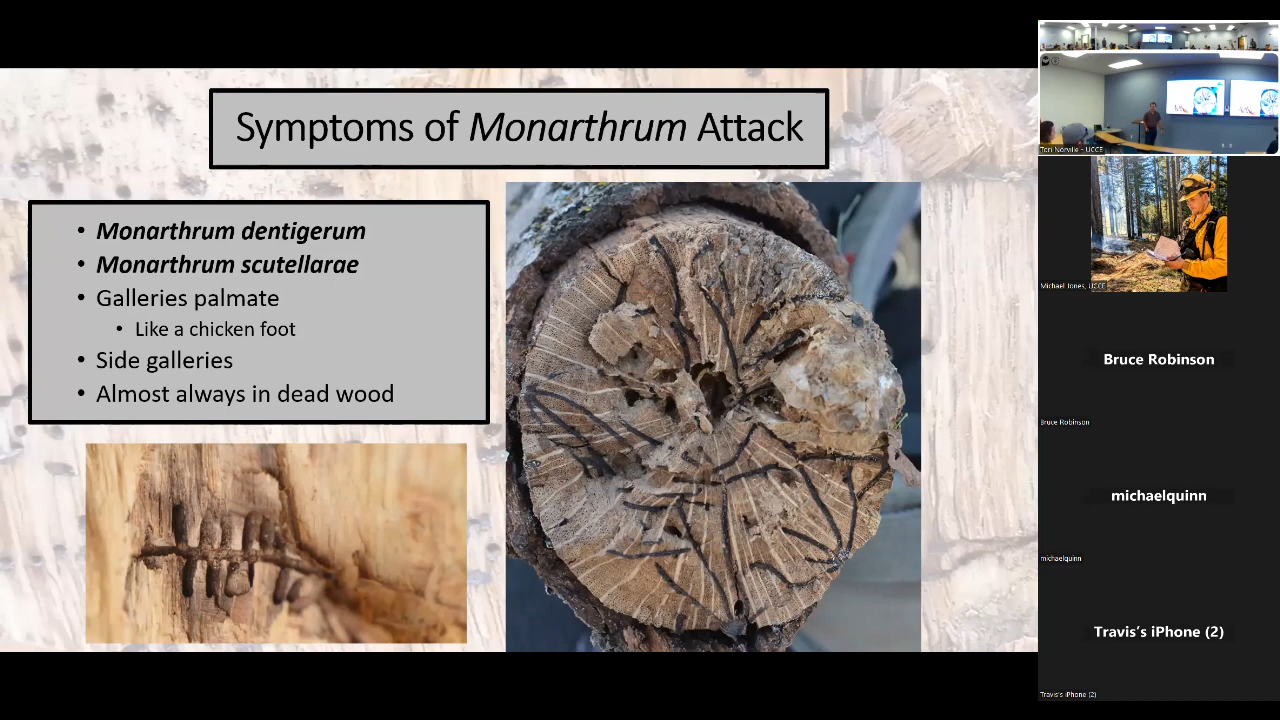 Symptoms of Monarthrum Attack
• Monarthrum dentigerum
• Monarthrum scutellarae
• Galleries palmate
• Like a chicken foot
• Side galleries
• Almost always in dead wood
Tori Norville - UCCE
Michael Jones, UCCE
Bruce Robinson
Bruce Robinson
michaelquinn
michaelquinn
Travis's iPhone (2)
Travis's iPhone (2)